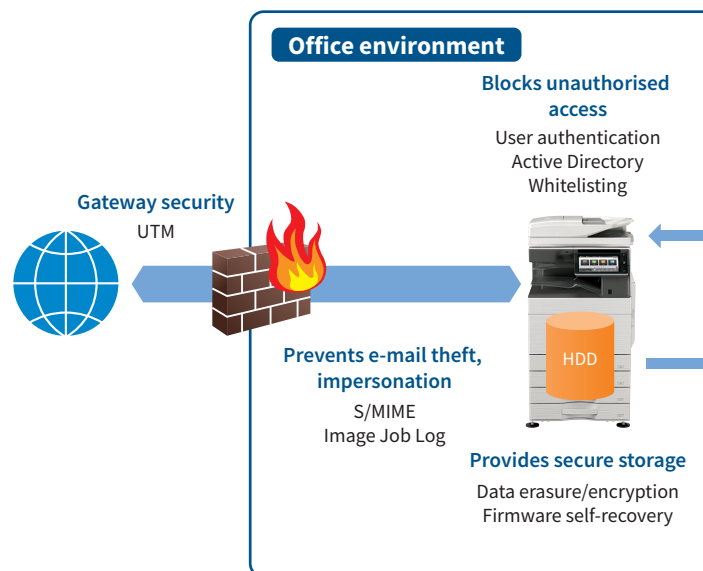 Office environment
Blocks unauthorised
access
User authentication
Active Directory
Whitelisting
Gateway security
UTM
Prevents e-mail theft,
impersonation
S/MIME
Image Job Log
HDD
Provides secure storage
Data erasure/encryption
Firmware self-recovery